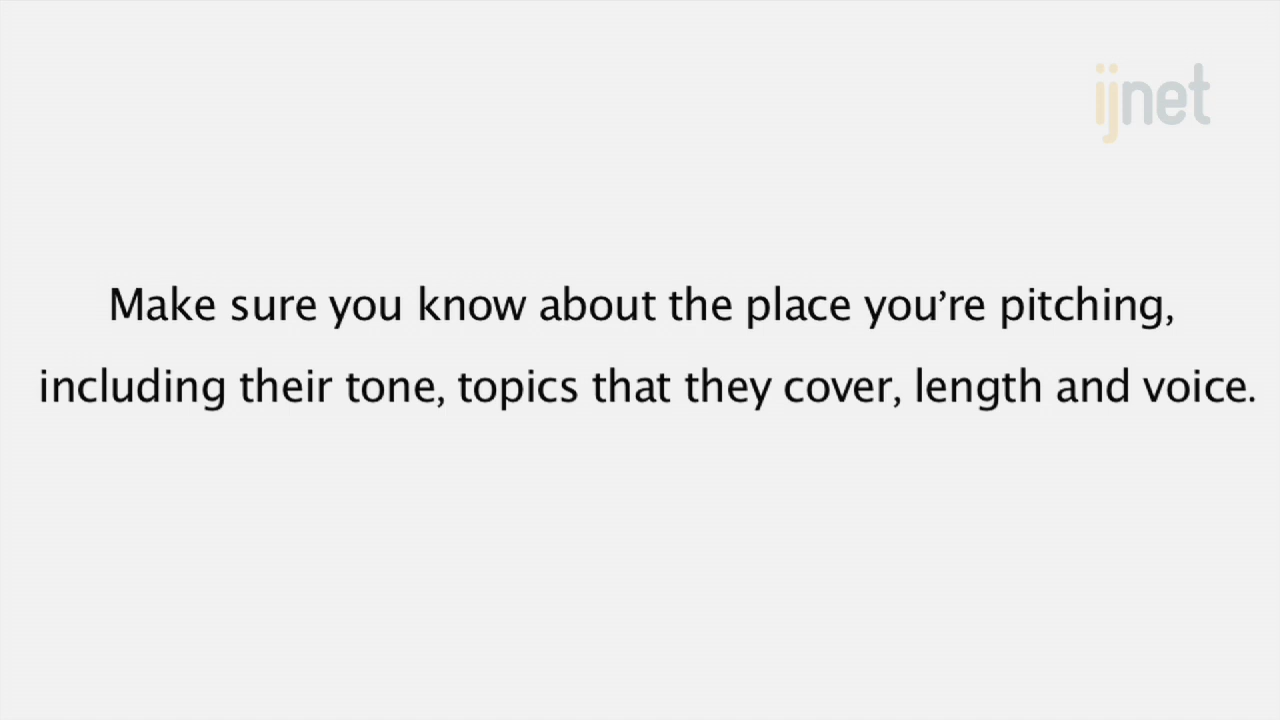 ijnet
Make sure you know about the place you’re pitching,
including their tone, topics that they cover, length and voice.